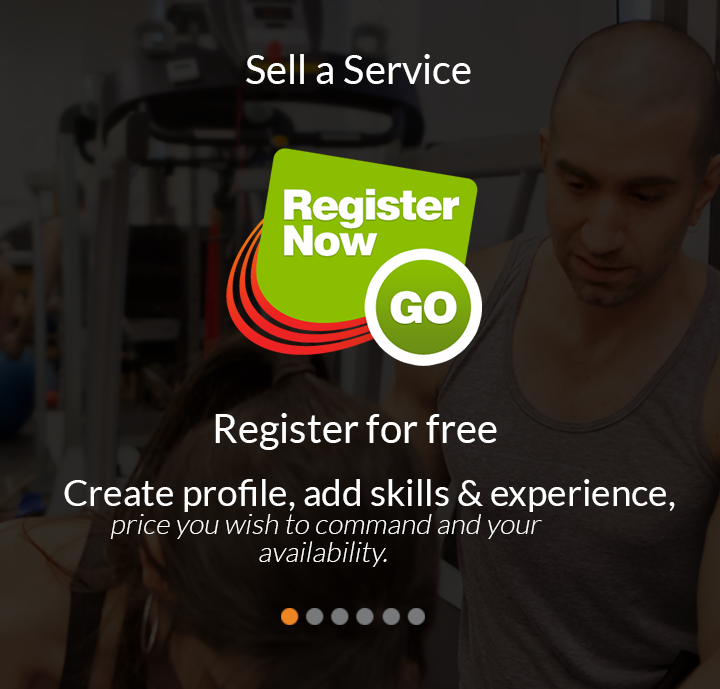 Sell a Service
Register
Now
GO
Register for free
Create profile, add skills & experience,
price you wish to command and your
availability.